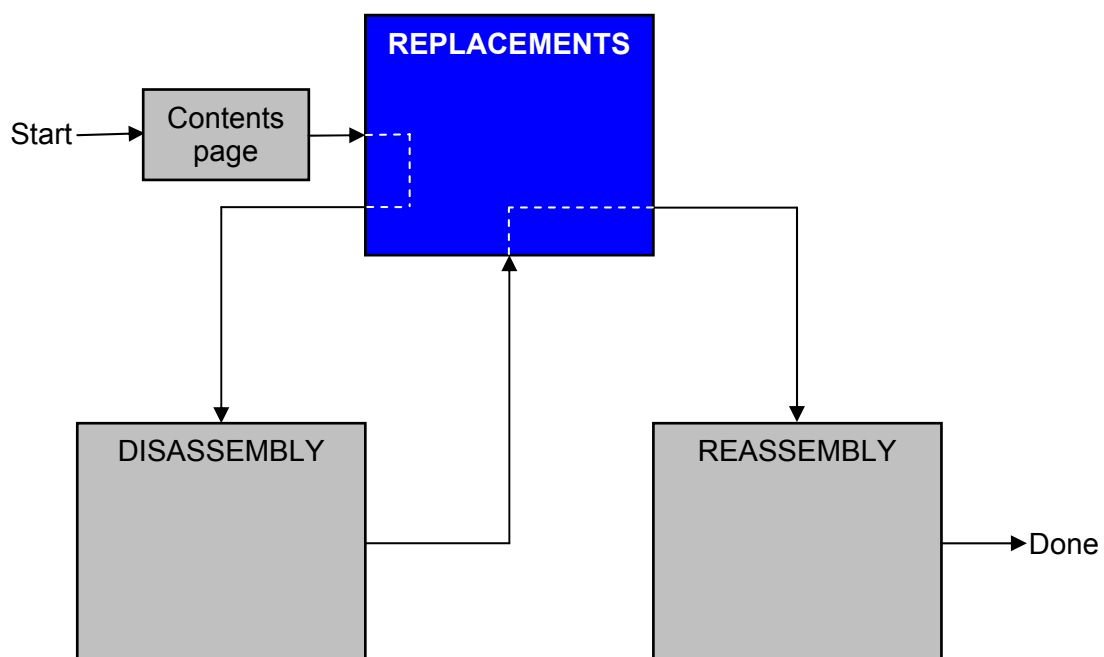 REPLACEMENTS
Start
Contents
page
DISASSEMBLY
REASSEMBLY
Done